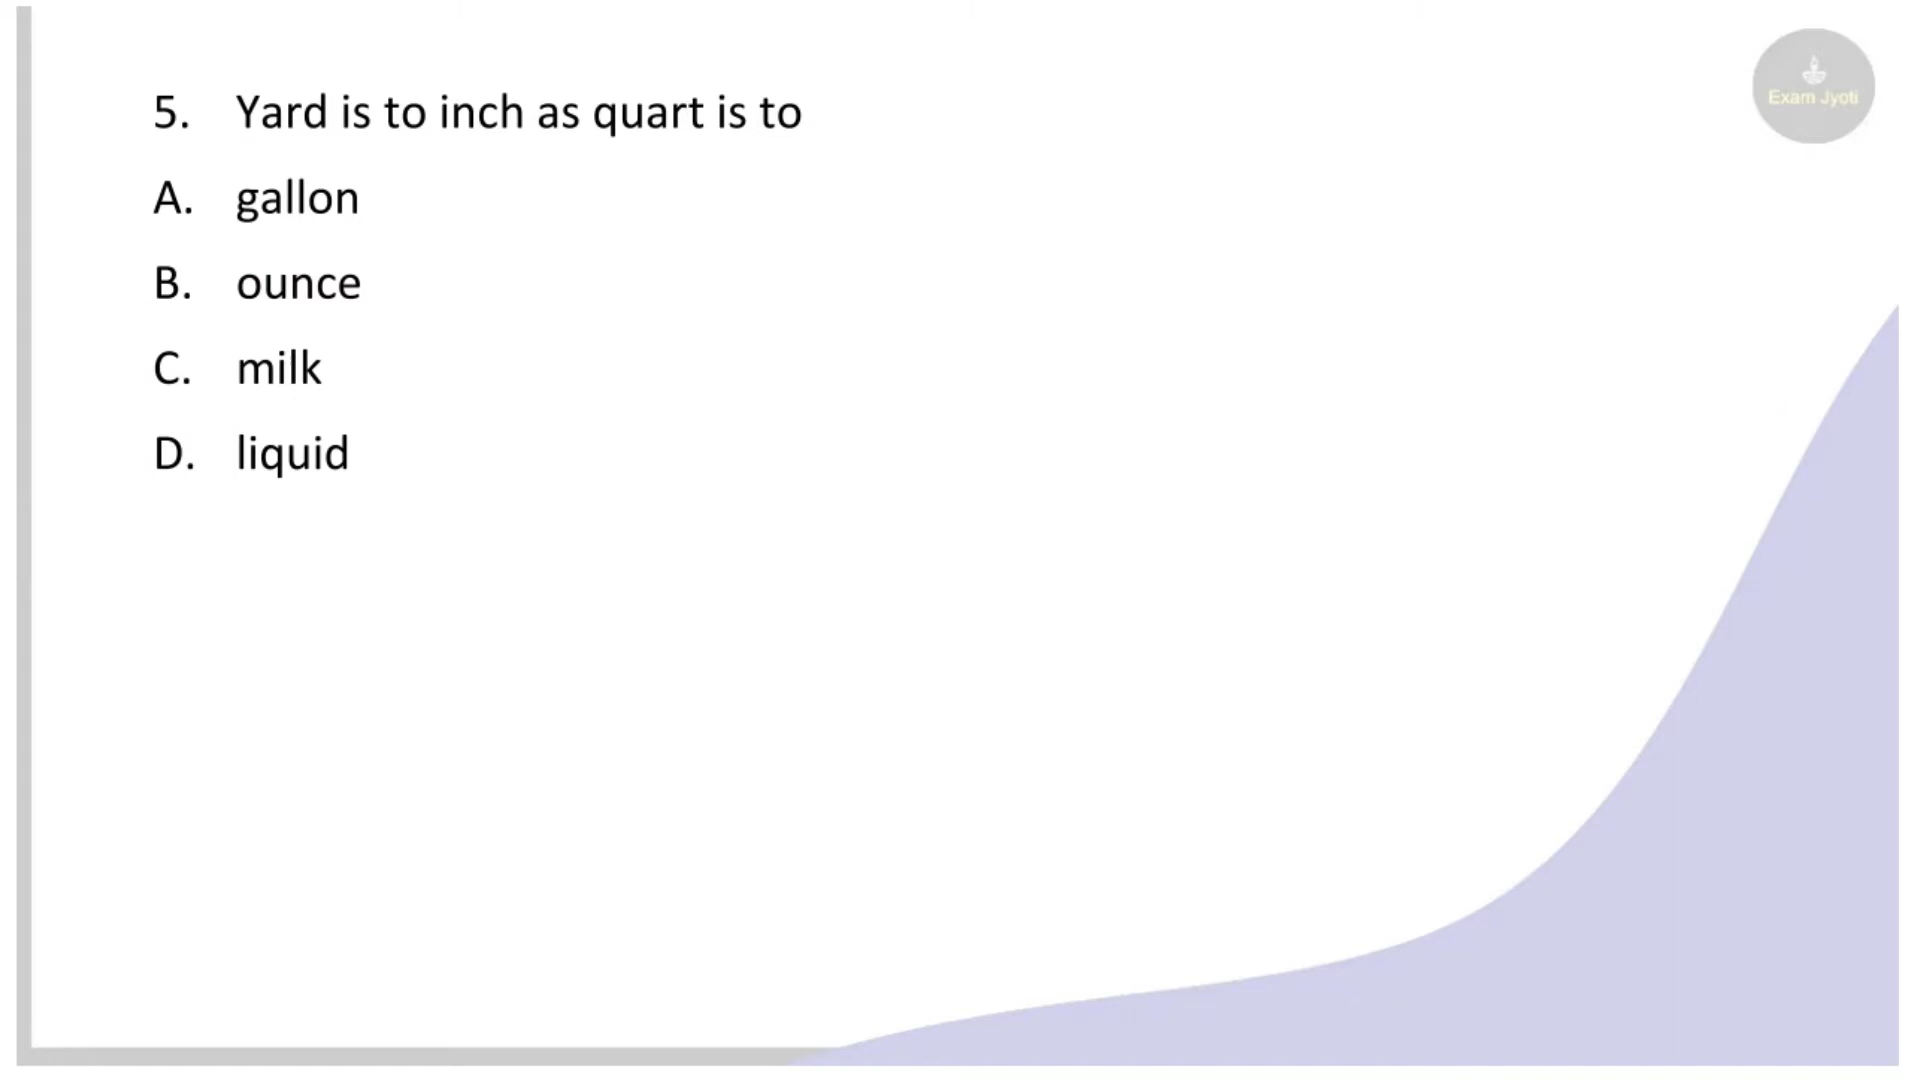 Exam Jyoti
5. Yard is to inch as quart is to
A. gallon
B. ounce
C. milk
D. liquid